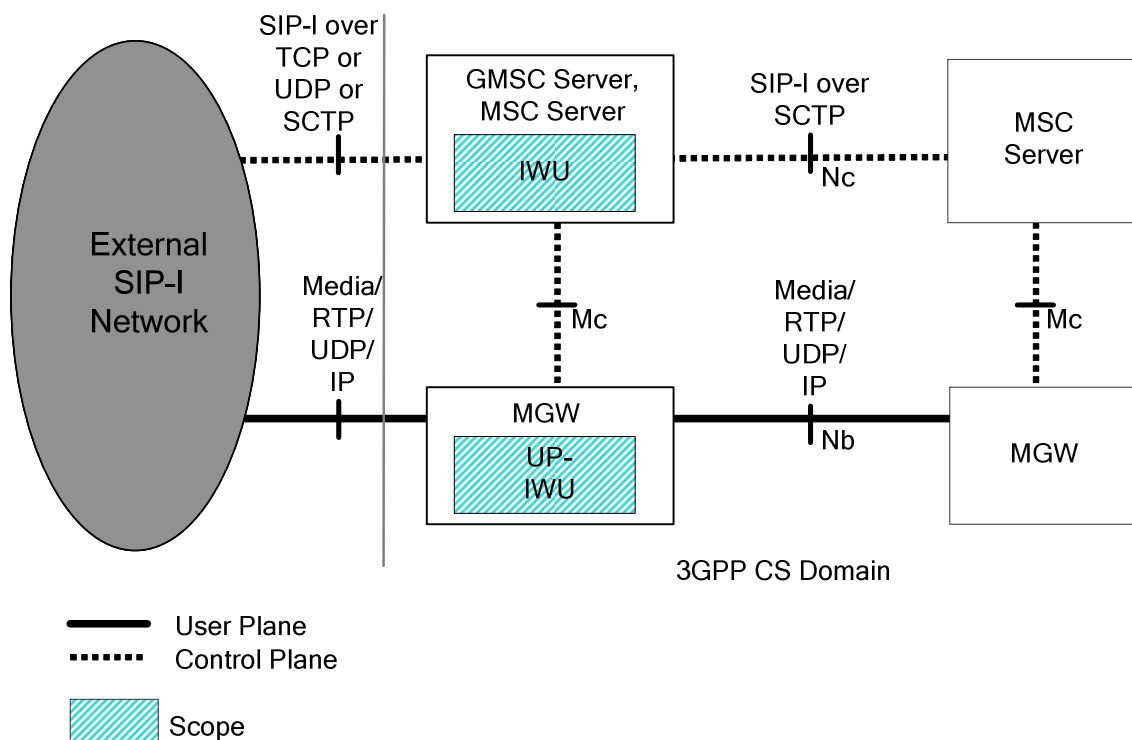 SIP-I over
TCP or
UDP or
SCTP
GMSC Server,
MSC Server
IWU
SIP-I over
SCTP
Nc
MSC
Server
External
SIP-I
Network
Media/
RTP/
UDP/
IP
Mc
Media/
RTP/
UDP/
IP
Nb
Mc
MGW
UP-
IWU
MGW
3GPP CS Domain
User Plane
Control Plane
Scope